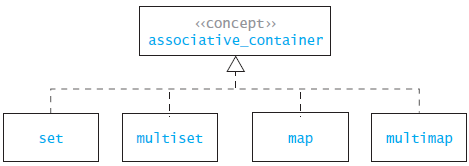 ‹‹concept››
associative_container
set
multiset
map
multimap